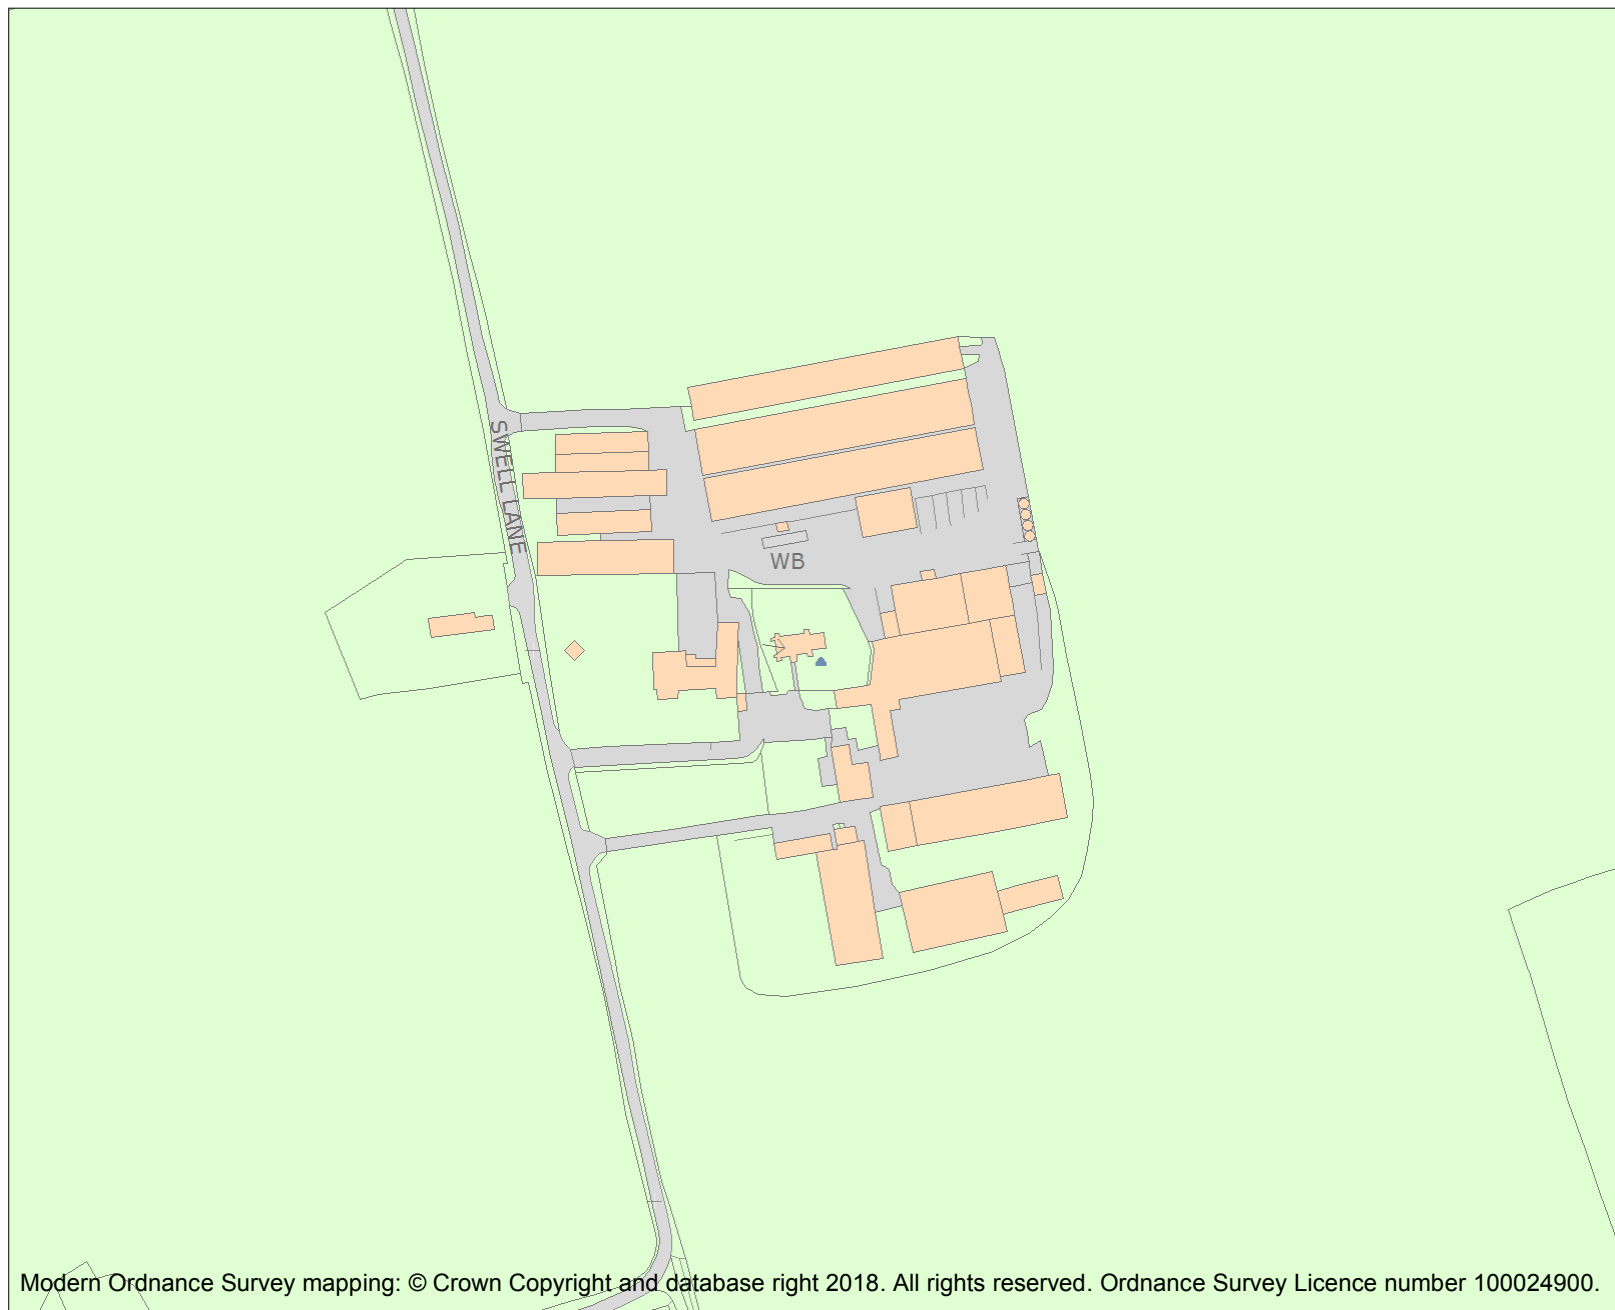 SWELL LANE
WB
Modern Ordnance Survey mapping: © Crown Copyright and database right 2018. All rights reserved. Ordnance Survey Licence number 100024900.